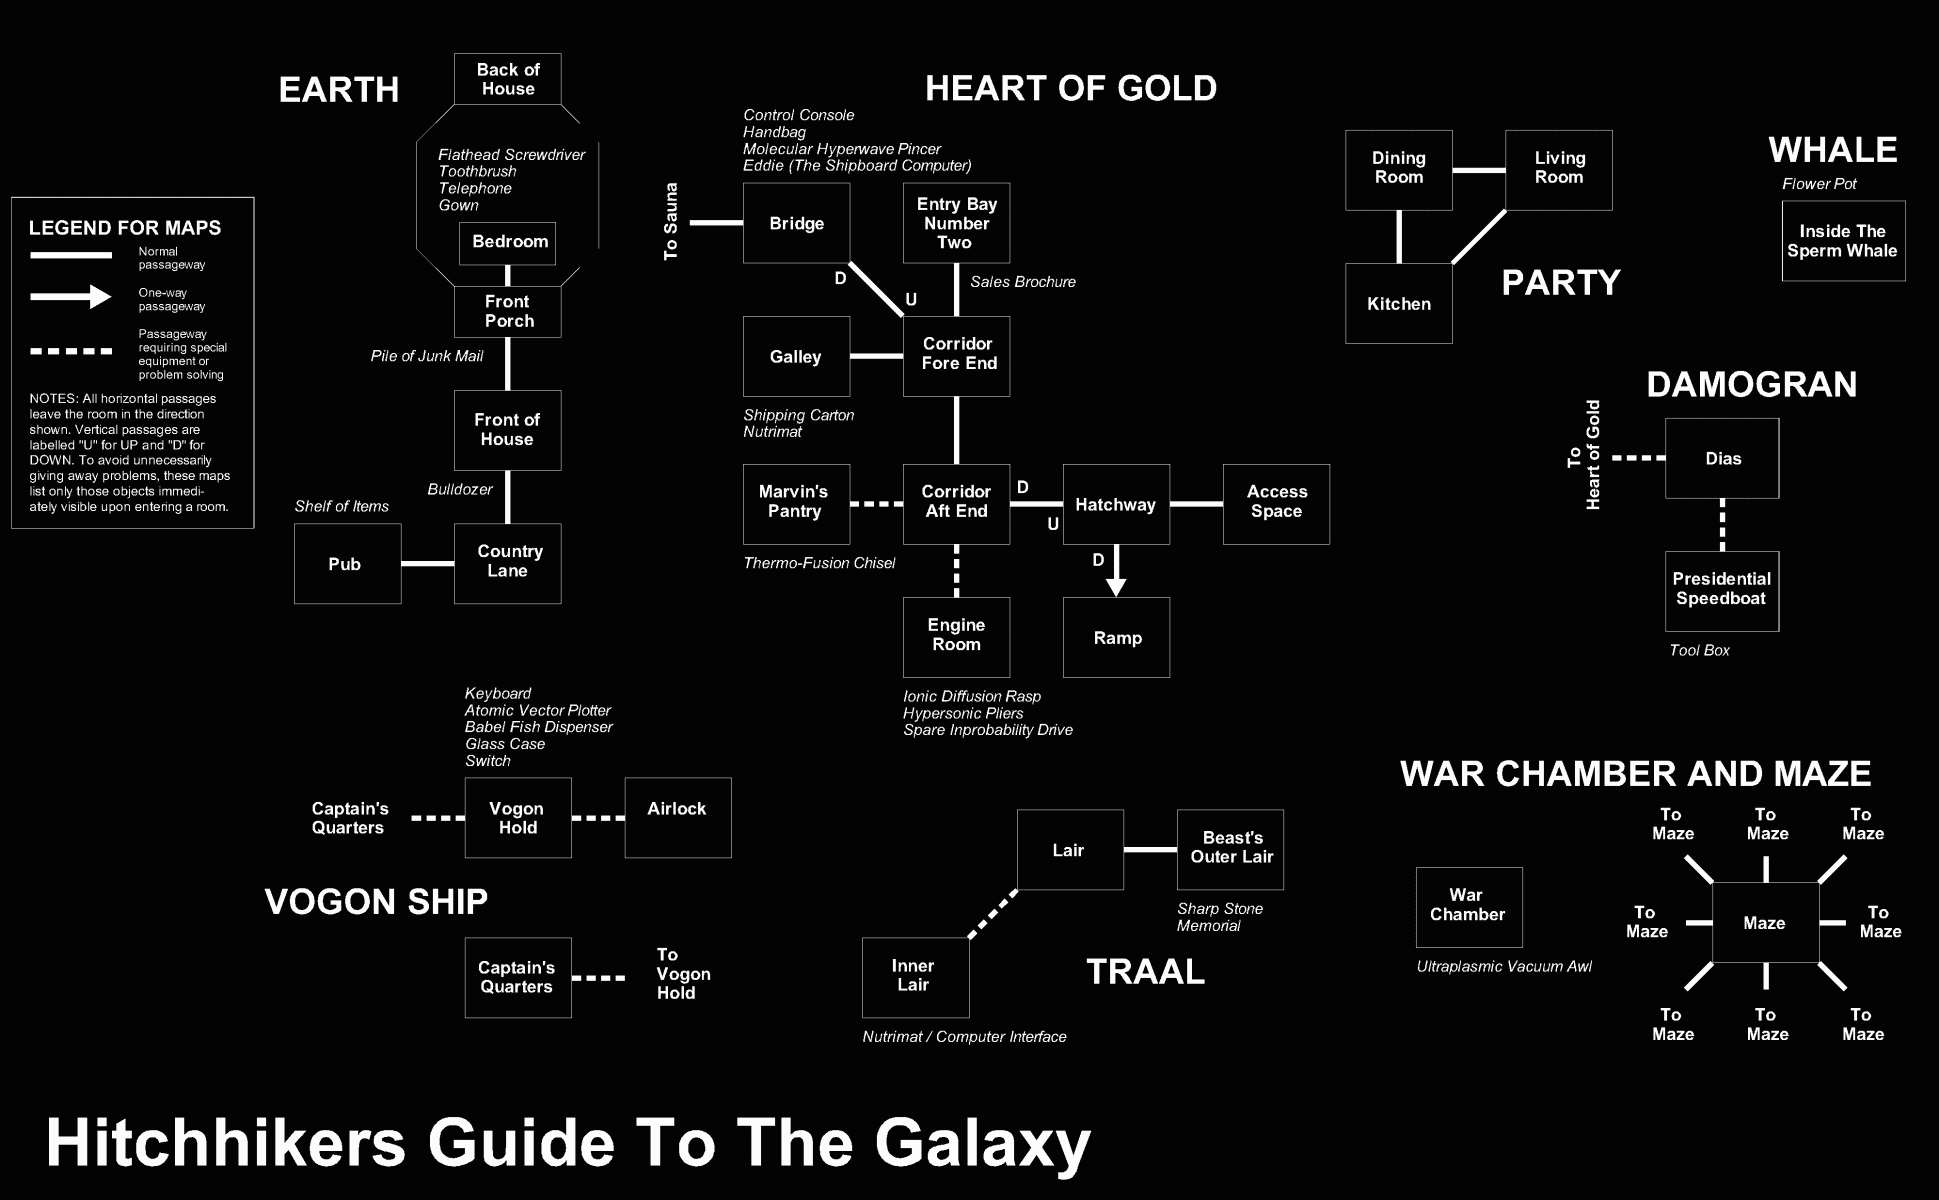 EARTH
Back of
House
Flathead Screwdriver
Toothbrush
Telephone
Gown
Bedroom
Front
Porch
Pile of Junk Mail
Front of
House
Bulldozer
Shelf of Items
Pub
Country
Lane
LEGEND FOR MAPS
Normal
passageway
One-way
passageway
Passageway
requiring special
equipment or
problem solving
NOTES: All horizontal passages
leave the room in the direction
shown. Vertical passages are
labelled "U" for UP and "D" for
DOWN. To avoid unnecessarily
giving away problems, these maps
list only those objects immedi-
ately visible upon entering a room.
HEART OF GOLD
Control Console
Handbag
Molecular Hyperwave Pincer
Eddie (The Shipboard Computer)
To Sauna
Bridge
Entry Bay
Number
Two
D
U
Sales Brochure
Galley
Corridor
Fore End
Shipping Carton
Nutrimat
Marvin's
Pantry
Corridor
Aft End
D
U
Hatchway
Access
Space
Thermo-Fusion Chisel
D
Engine
Room
Ramp
Ionic Diffusion Rasp
Hypersonic Pliers
Spare Inprobability Drive
Dining
Room
Living
Room
Kitchen
PARTY
WHALE
Flower Pot
Inside The
Sperm Whale
DAMOGRAN
To
Heart of Gold
Dias
Presidential
Speedboat
Tool Box
Keyboard
Atomic Vector Plotter
Babel Fish Dispenser
Glass Case
Switch
Captain's
Quarters
Vogon
Hold
Airlock
VOGON SHIP
Captain's
Quarters
To
Vogon
Hold
Lair
Beast's
Outer Lair
Sharp Stone
Memorial
Inner
Lair
TRAAL
Nutrimat / Computer Interface
WAR CHAMBER AND MAZE
To
Maze
To
Maze
To
Maze
War
Chamber
To
Maze
Maze
To
Maze
Ultraplasmic Vacuum Awl
To
Maze
To
Maze
To
Maze
Hitchhikers Guide To The Galaxy